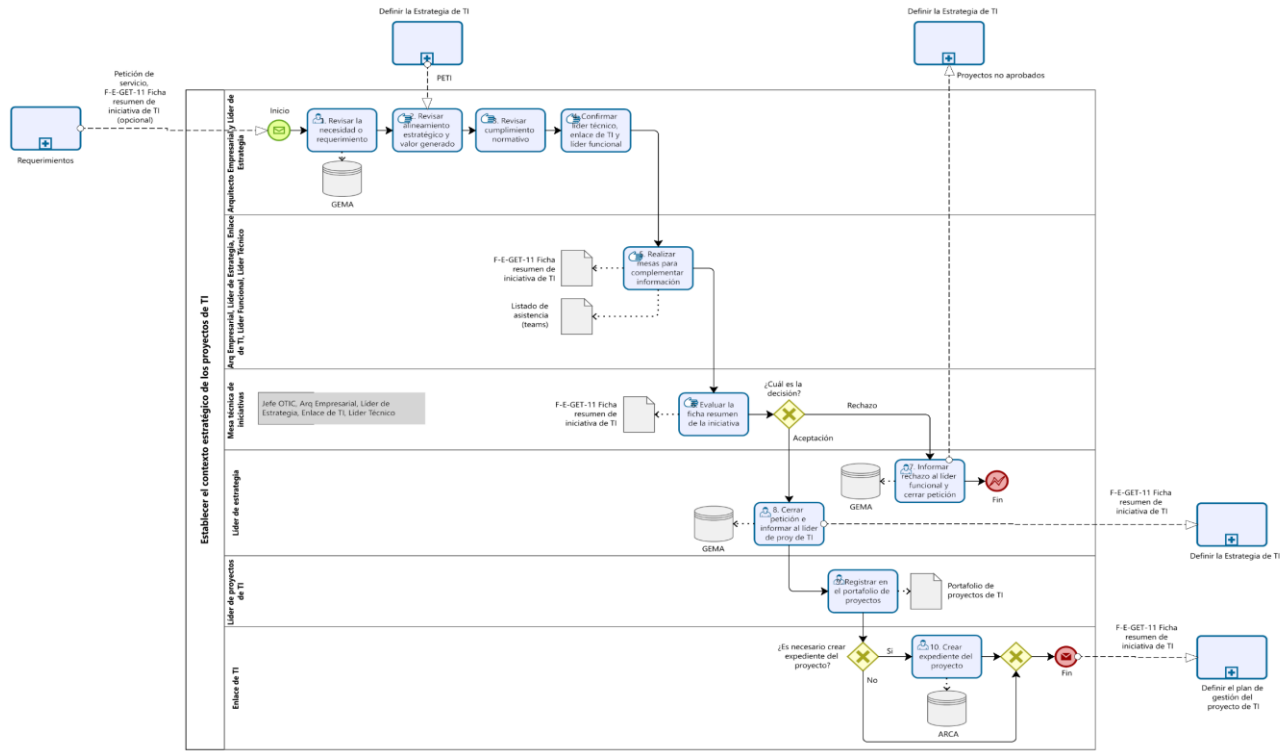 Definir la Estrategia de TI
Definir la Estrategia de TI
PETI
Proyectos no aprobados
Petición de
servicio,
F-E-GET-11 Ficha
resumen de
iniciativa de TI
(opcional)
Requerimientos
Establecer el contexto estratégico de los proyectos de TI
Arquitecto Empresarial y Líder de
Estrategia
Inicio
1. Revisar la
necesidad o
requerimiento
2. Revisar
alineamiento
estratégico y
valor generado
3. Revisar
cumplimiento
normativo
Confirmar
líder técnico,
enlace de TI y
líder funcional
GEMA
Arq Empresarial, Líder de Estrategia, Enlace
de TI, Líder Funcional, Líder Técnico
Realizar
mesas para
complementar
información
F-E-GET-11 Ficha
resumen de
iniciativa de TI
Listado de
asistencia
(teams)
Mesa técnica de
iniciativas
Jefe OTIC, Arq Empresarial, Líder de
Estrategia, Enlace de TI, Líder Técnico
F-E-GET-11 Ficha
resumen de
iniciativa de TI
Evaluar la
ficha resumen
de la iniciativa
¿Cuál es la
decisión?
Rechazo
Aceptación
Líder de estrategia
7. Informar
rechazo al líder
funcional y
cerrar petición
GEMA
Fin
8. Cerrar
petición e
informar al líder
de proy de TI
GEMA
F-E-GET-11 Ficha
resumen de
iniciativa de TI
Definir la Estrategia de TI
Líder de proyectos
de TI
Registrar en
el portafolio de
proyectos
Portafolio de
proyectos de TI
Enlace de TI
¿Es necesario crear
expediente del
proyecto?
Si
No
10. Crear
expediente del
proyecto
ARCA
Fin
F-E-GET-11 Ficha
resumen de
iniciativa de TI
Definir el plan de
gestión del
proyecto de TI